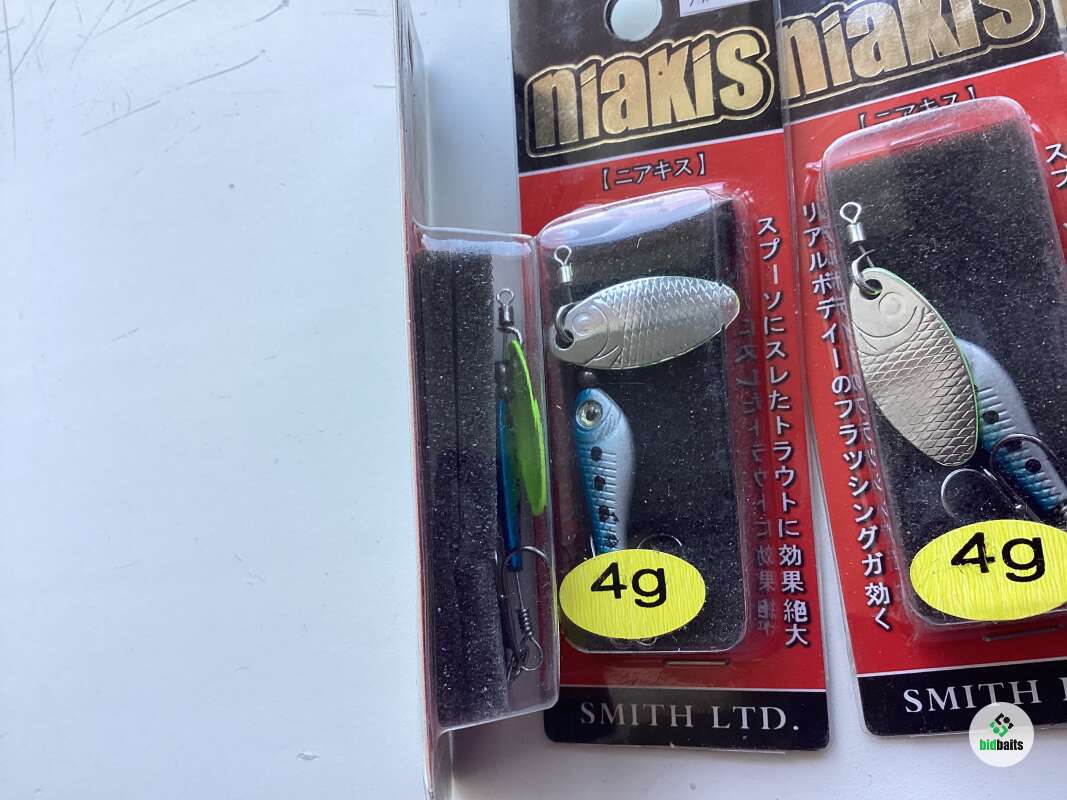 niakis
【ニアキス】
スプーンにスレたトラウトに効果絶大
4g
SMITH LTD.
niakis
【ニアキス】
リアルボディーのフラッシングが効く
4g
SMITH
bidbaits